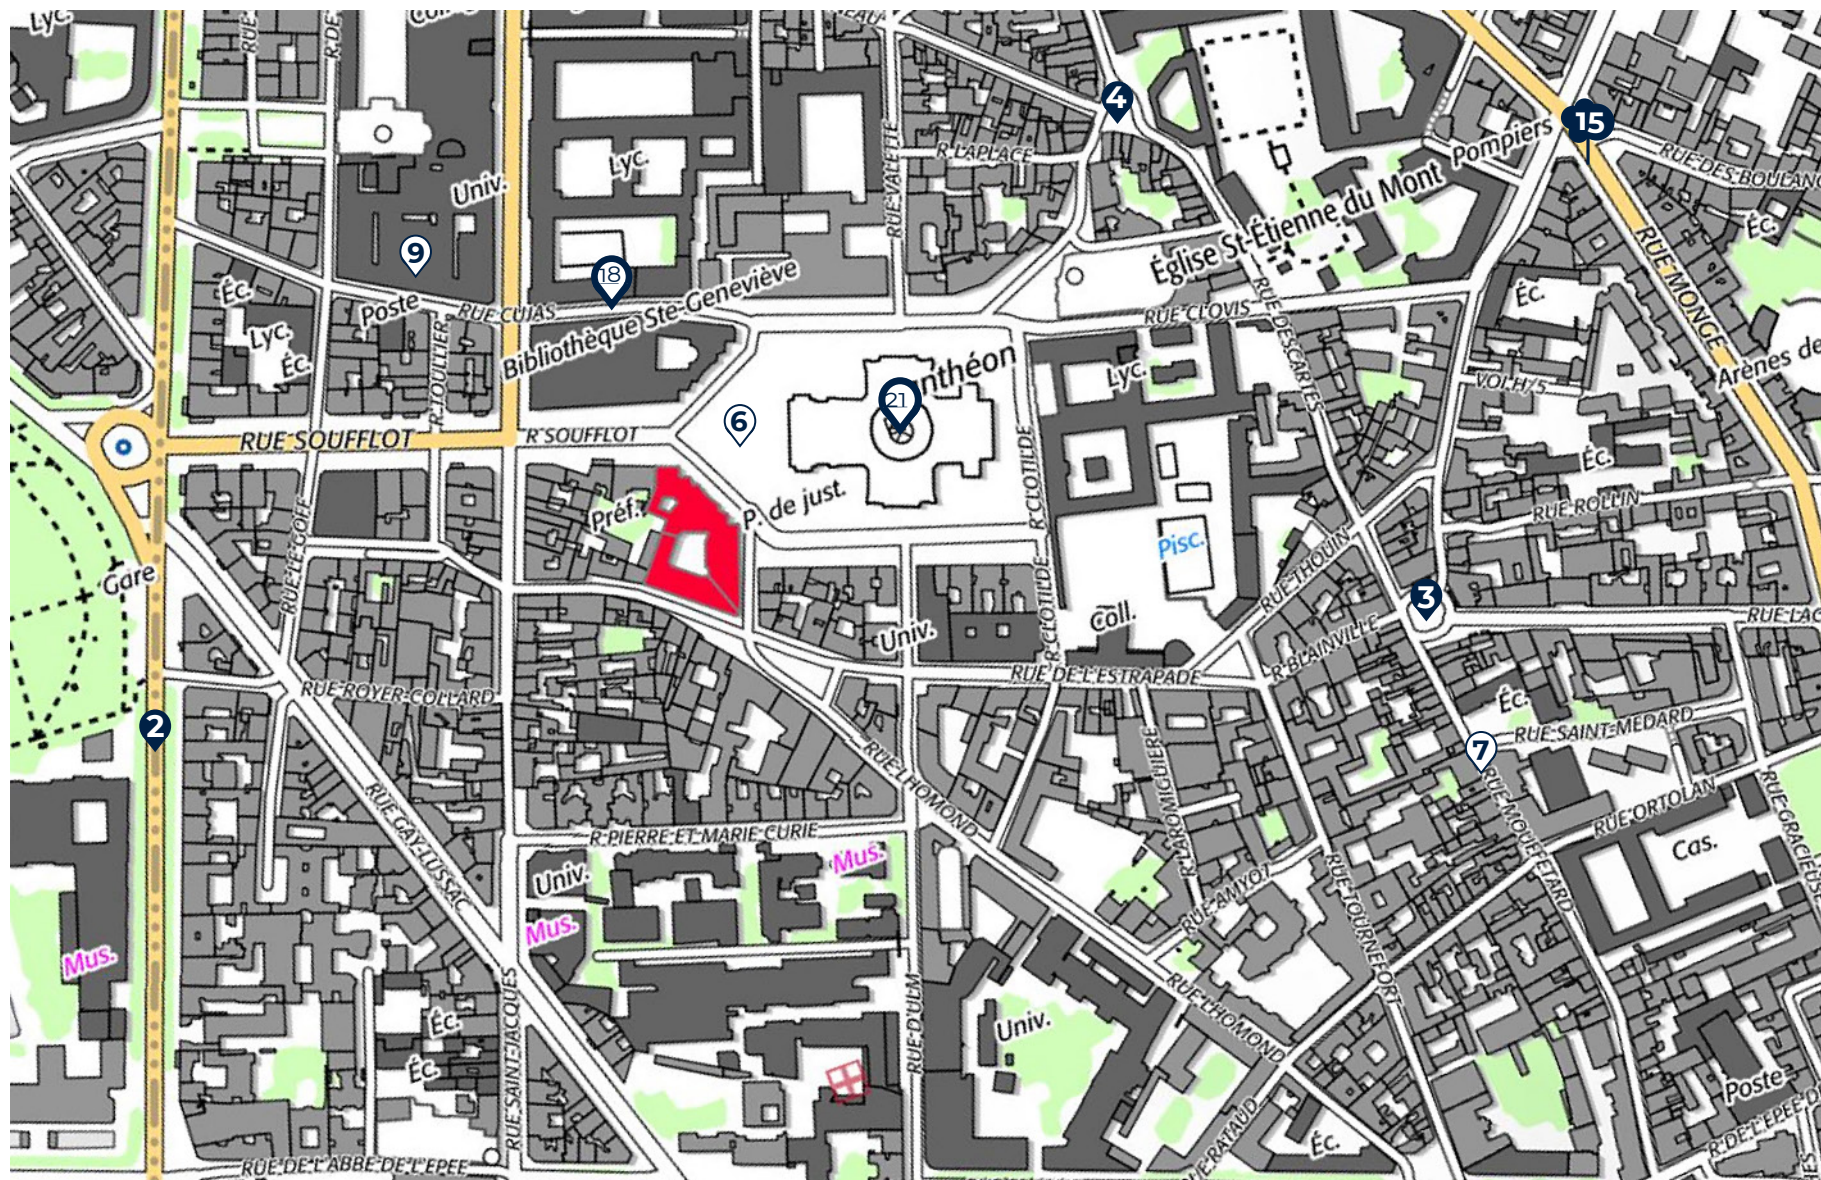 Lyc.
RUE
R.DE
NEAU
4
15
Pompiers
R LAPLACE
RUE DES BOULANG
Lyc.
Univ.
RUE VALETTE
Église St-Étienne du Mont
Éc.
9
18
RUE MONGE
Éc.
Poste
RUE CUJAS
Bibliothèque Ste-Geneviève
RUE CLOVIS
RUE DESCARTES
Éc.
Lyc.
Éc.
R.TOULLIER
nthéon
Lyc.
Arènes de
21
6
RUE SOUFFLOT
R SOUFFLOT
R CLOTILDE
Éc.
RUE ROLLIN
Préf.
P. de just.
RUE LE GOFF
Pisc.
RUE THOUIN
Gare
3
R.CLOTILDE
Coll.
RUE LAC
Univ.
R.BLAINVILLE
RUE DE L'ESTRAPADE
RUE ROYER-COLLARD
Éc.
2
7
RUE SAINT-MEDARD
RUE LHOMOND
R.LAROMIGUIERE
RUE GAY-LUSSAC
RUE MOUFFETARD
RUE ORTOLAN
RUE GRACIEUSE
R PIERRE ET MARIE CURIE
Mus.
Cas.
Univ.
RUE AMYOT
RUE TOURNEFORT
Mus.
Mus.
RUE SAINT-JACQUES
RUE D'ULM
RUE LHOMOND
Univ.
Éc.
Éc.
Poste
RUE RATAUD
Éc.
R.DE L'EPEE D
RUE DE L'ABBE DE L'EPEE